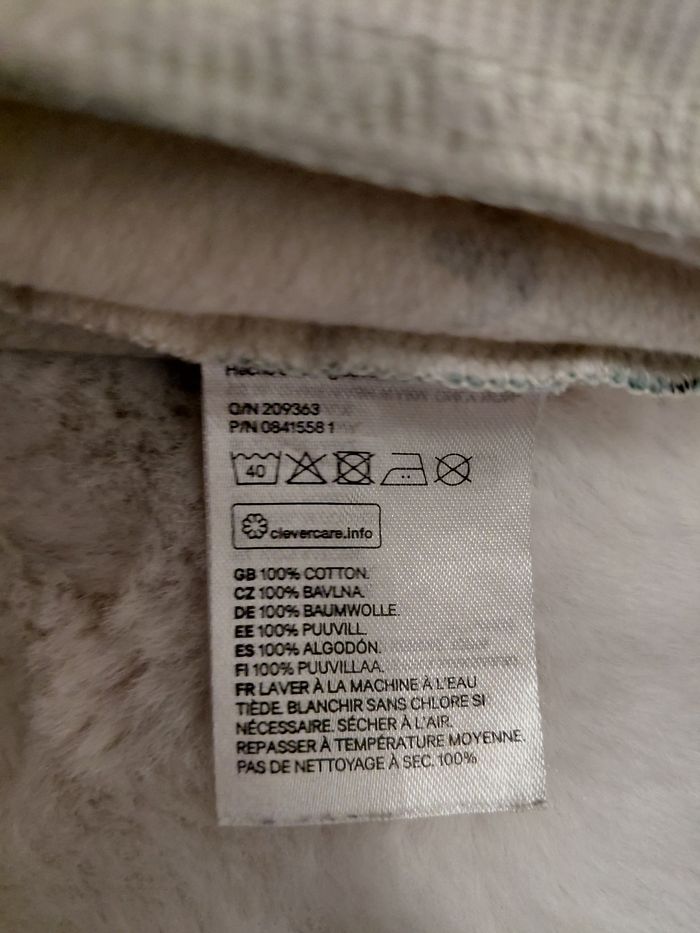 O/N 209363
P/N 0841558 1
40
clevercare.info
GB 100% COTTON.
CZ 100% BAVLNA.
DE 100% BAUMWOLLE.
EE 100% PUUVILL.
ES 100% ALGODÓN.
FI 100% PUUVILLAA.
FR LAVER À LA MACHINE À L'EAU
TIÈDE. BLANCHIR SANS CHLORE SI
NÉCESSAIRE. SÉCHER À L'AIR.
REPASSER À TEMPÉRATURE MOYENNE.
PAS DE NETTOYAGE À SEC. 100%